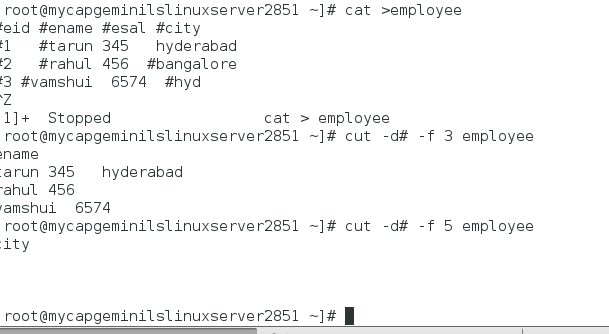 root@mycapgeminilslinuxserver2851 ~]# cat >employee
#eid #ename #esal #city
#1 #tarun 345 hyderabad
#2 #rahul 456 #bangalore
#3 #vamshui 6574 #hyd
^Z
1]+ Stopped cat > employee
root@mycapgeminilslinuxserver2851 ~]# cut -d# -f 3 employee
ename
tarun 345 hyderabad
rahul 456
vamshui 6574
root@mycapgeminilslinuxserver2851 ~]# cut -d# -f 5 employee
city
root@mycapgeminilslinuxserver2851 ~]#